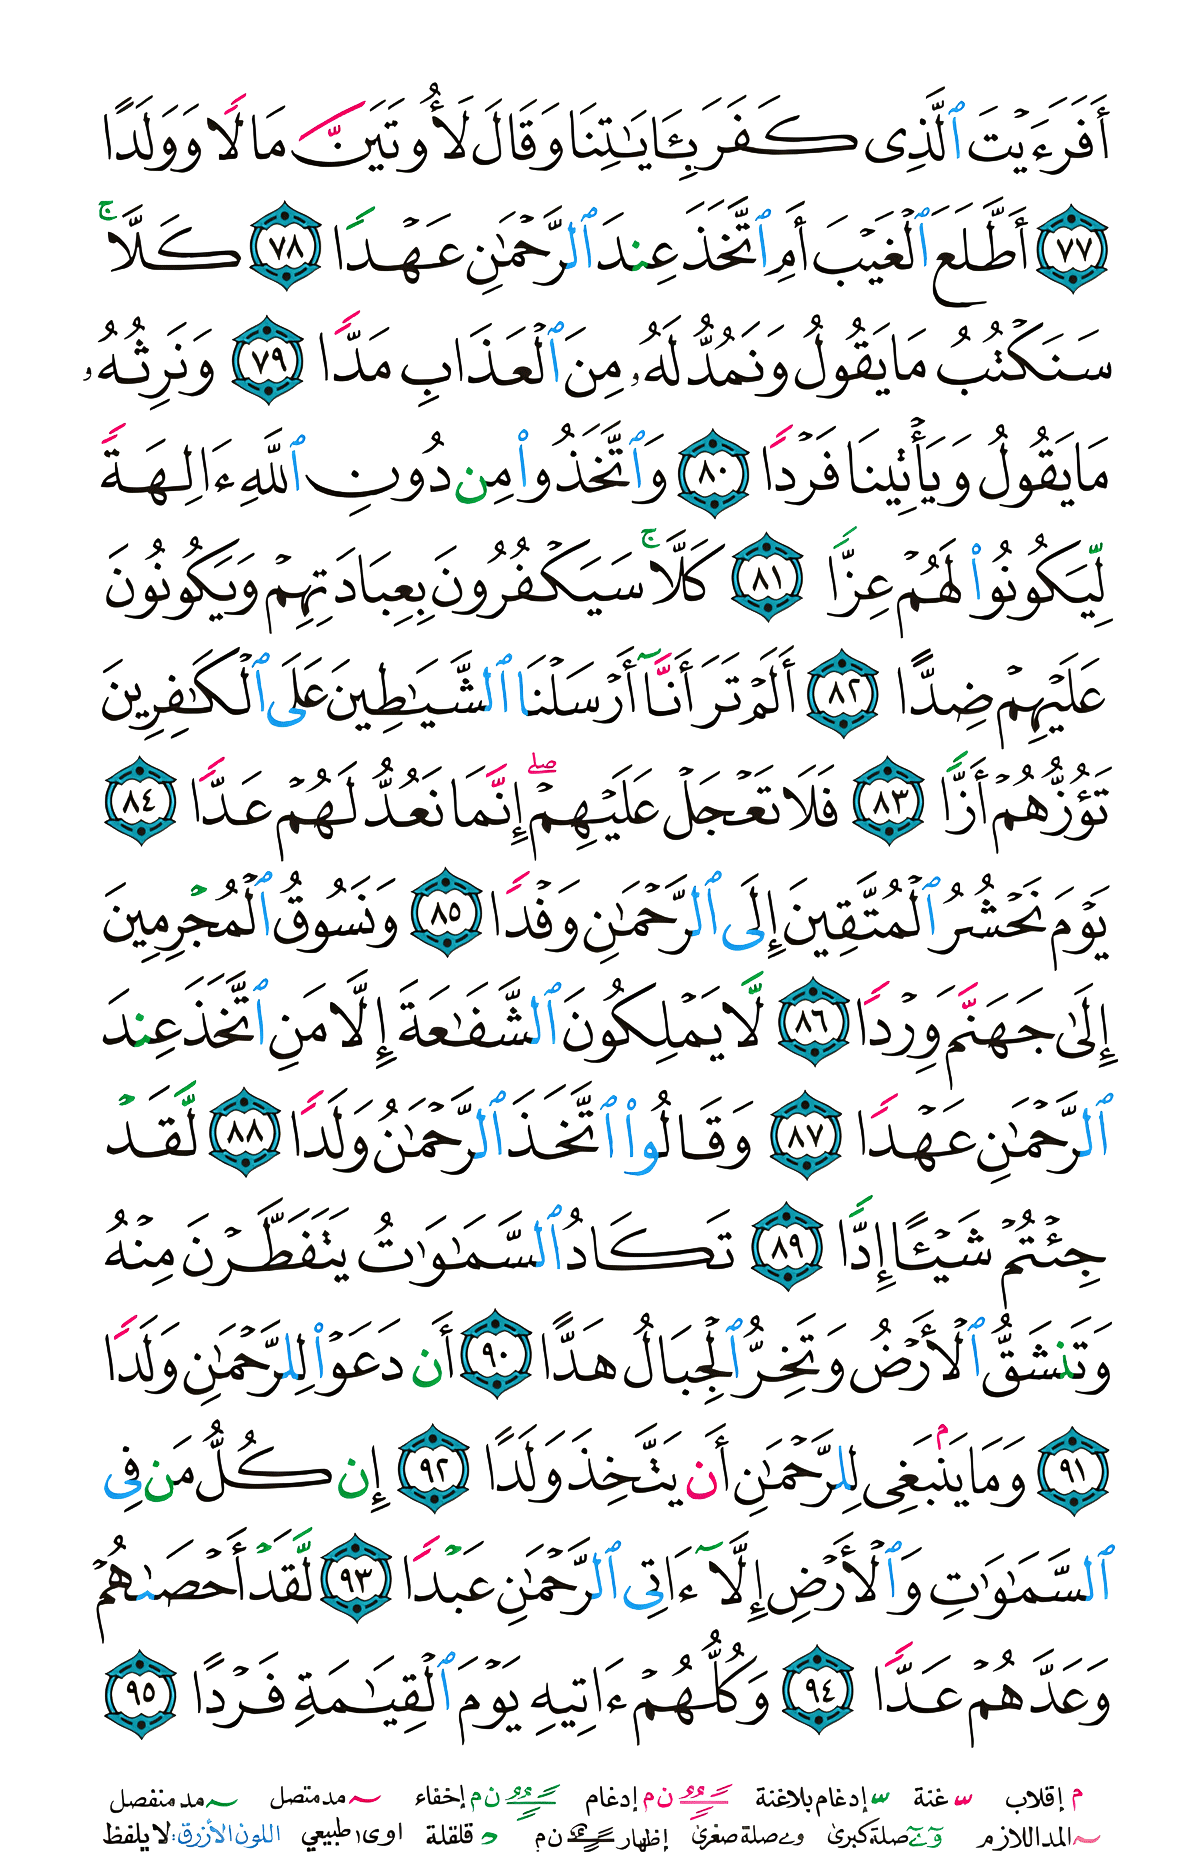 أَفَرَءَيْتَ ٱلَّذِى كَفَرَ بِـَٔايَـٰتِنَا وَقَالَ لَأُوتَيَنَّ مَالًا وَوَلَدًا
٧٧ أَطَّلَعَ ٱلْغَيْبَ أَمِ ٱتَّخَذَ عِندَ ٱلرَّحْمَـٰنِ عَهْدًا ٧٨ كَلَّا ۚ
سَنَكْتُبُ مَا يَقُولُ وَنَمُدُّ لَهُۥ مِنَ ٱلْعَذَابِ مَدًّا ٧٩ وَنَرِثُهُۥ
مَا يَقُولُ وَيَأْتِينَا فَرْدًا ٨٠ وَٱتَّخَذُوا۟ مِن دُونِ ٱللَّهِ ءَالِهَةً
لِّيَكُونُوا۟ لَهُمْ عِزًّا ٨١ كَلَّا ۚ سَيَكْفُرُونَ بِعِبَادَتِهِمْ وَيَكُونُونَ
عَلَيْهِمْ ضِدًّا ٨٢ أَلَمْ تَرَ أَنَّآ أَرْسَلْنَا ٱلشَّيَـٰطِينَ عَلَى ٱلْكَـٰفِرِينَ
تَؤُزُّهُمْ أَزًّا ٨٣ فَلَا تَعْجَلْ عَلَيْهِمْ ۖ إِنَّمَا نَعُدُّ لَهُمْ عَدًّا ٨٤
يَوْمَ نَحْشُرُ ٱلْمُتَّقِينَ إِلَى ٱلرَّحْمَـٰنِ وَفْدًا ٨٥ وَنَسُوقُ ٱلْمُجْرِمِينَ
إِلَىٰ جَهَنَّمَ وِرْدًا ٨٦ لَّا يَمْلِكُونَ ٱلشَّفَـٰعَةَ إِلَّا مَنِ ٱتَّخَذَ عِندَ
ٱلرَّحْمَـٰنِ عَهْدًا ٨٧ وَقَالُوا۟ ٱتَّخَذَ ٱلرَّحْمَـٰنُ وَلَدًا ٨٨ لَّقَدْ
جِئْتُمْ شَيْـًٔا إِدًّا ٨٩ تَكَادُ ٱلسَّمَـٰوَٰتُ يَتَفَطَّرْنَ مِنْهُ
وَتَنشَقُّ ٱلْأَرْضُ وَتَخِرُّ ٱلْجِبَالُ هَدًّا ٩٠ أَن دَعَوْا۟ لِلرَّحْمَـٰنِ وَلَدًا
٩١ وَمَا يَنۢبَغِى لِلرَّحْمَـٰنِ أَن يَتَّخِذَ وَلَدًا ٩٢ إِن كُلُّ مَن فِى
ٱلسَّمَـٰوَٰتِ وَٱلْأَرْضِ إِلَّآ ءَاتِى ٱلرَّحْمَـٰنِ عَبْدًا ٩٣ لَّقَدْ أَحْصَىٰهُمْ
وَعَدَّهُمْ عَدًّا ٩٤ وَكُلُّهُمْ ءَاتِيهِ يَوْمَ ٱلْقِيَـٰمَةِ فَرْدًا ٩٥
م إقلاب غنة إدغام بلاغنة ن م إدغام ن م إخفاء مد متصل مد منفصل
المد اللازم صلة كبرى و ے صلة صغرى إظهار ن م قلقلة ا و ى طبيعي اللون الأزرق: لا يلفظ